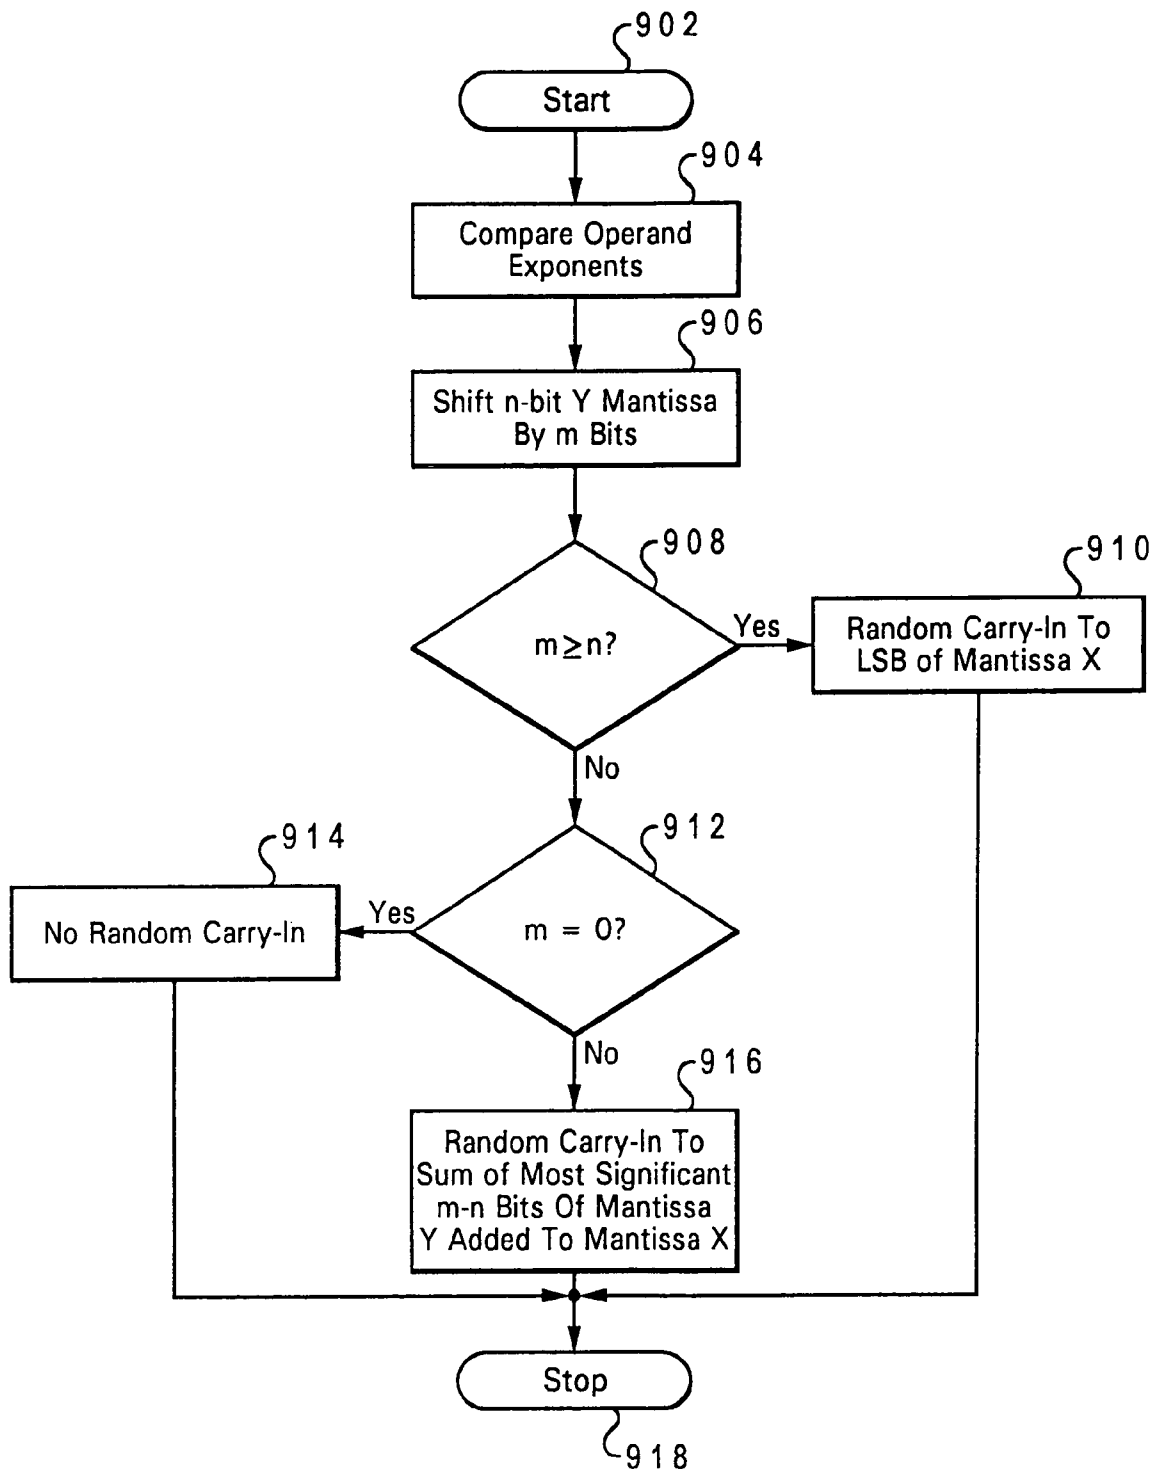 902
Start
904
Compare Operand
Exponents
906
Shift n-bit Y Mantissa
By m Bits
908
m≥n?
Yes
910
Random Carry-In To
LSB of Mantissa X
No
912
m = 0?
Yes
914
No Random Carry-In
No
916
Random Carry-In To
Sum of Most Significant
m-n Bits Of Mantissa
Y Added To Mantissa X
Stop
918